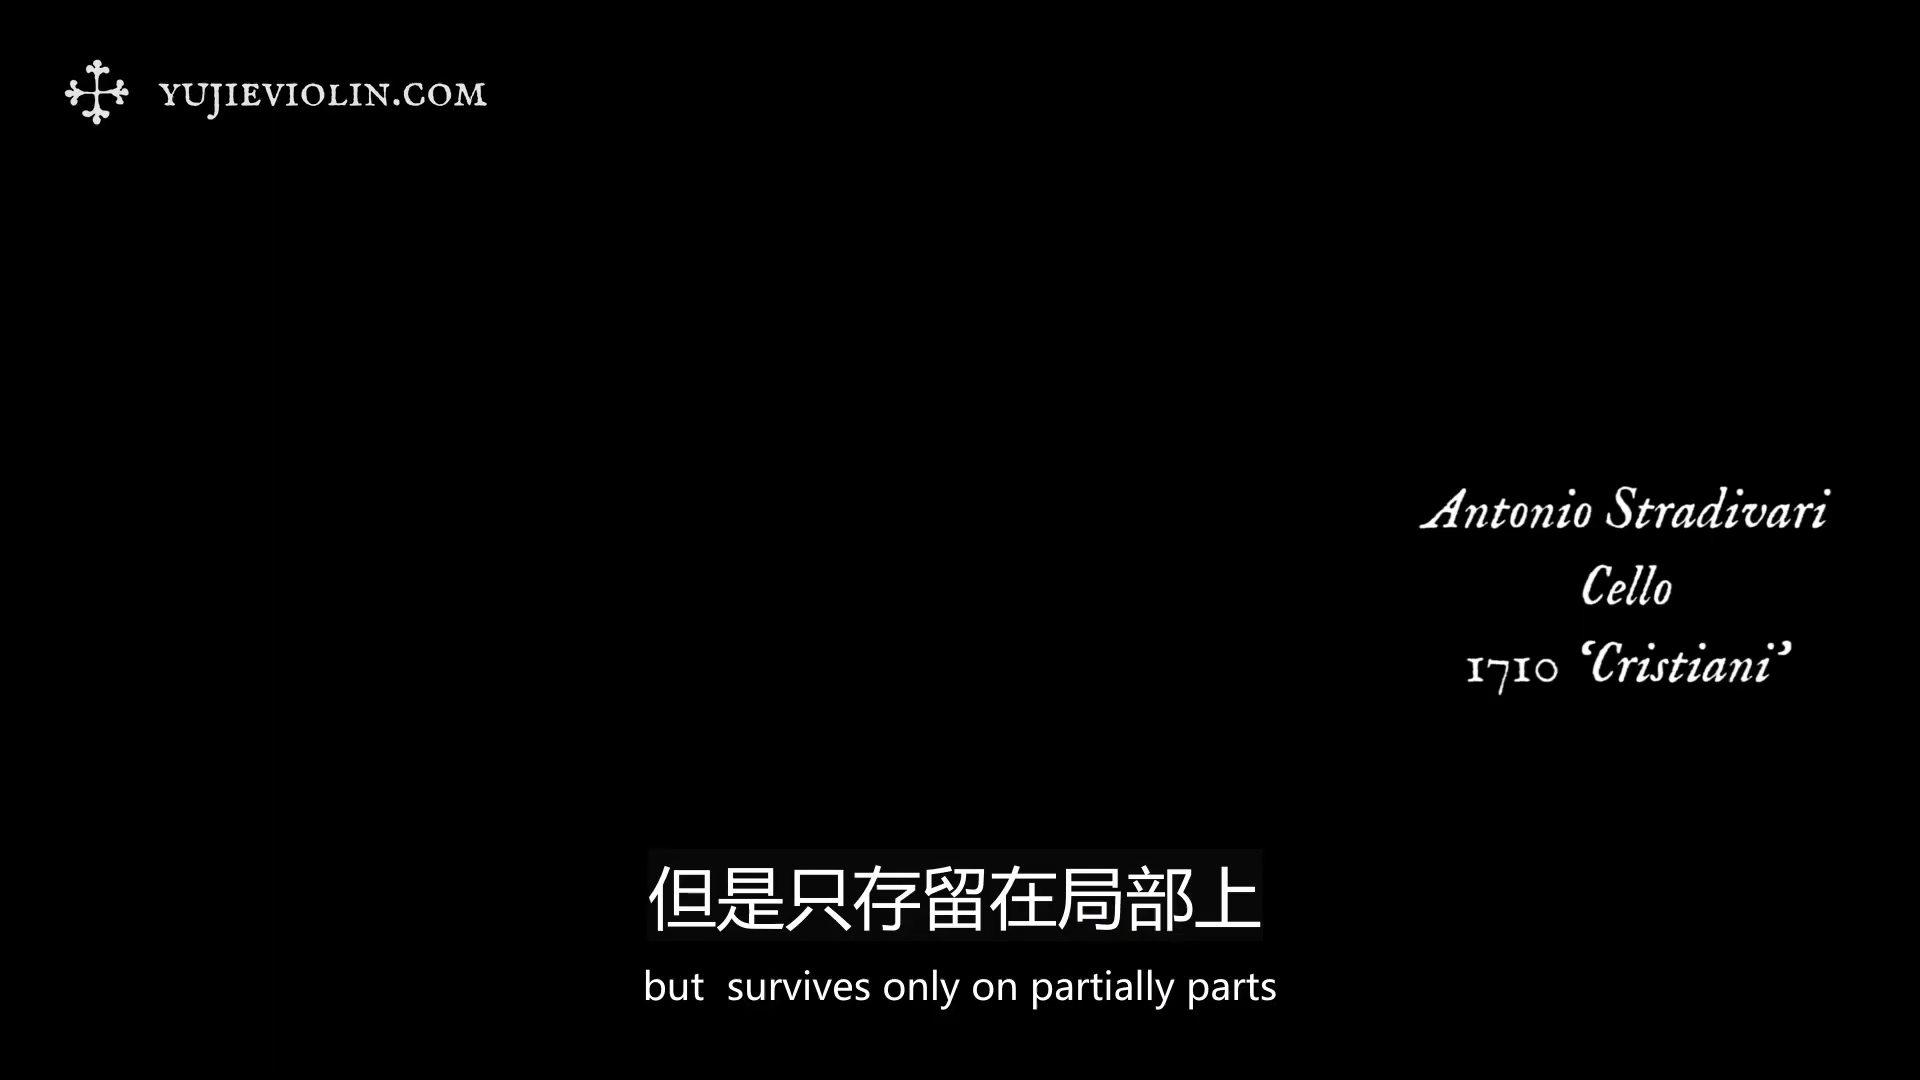 YUJIEVIOLIN.COM
Antonio Stradivari
Cello
1710 ‘Cristiani’
但是只存留在局部上
but  survives only on partially parts